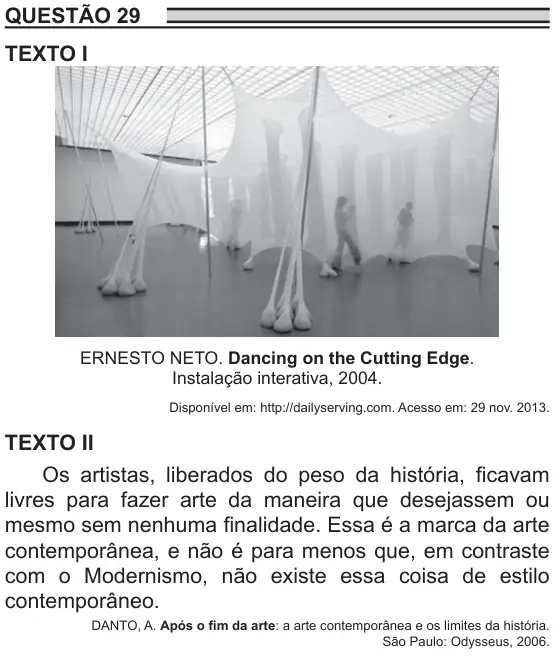 QUESTÃO 29
TEXTO I
ERNESTO NETO. Dancing on the Cutting Edge.
Instalação interativa, 2004.
Disponível em: http://dailyserving.com. Acesso em: 29 nov. 2013.
TEXTO II
Os artistas, liberados do peso da história, ficavam
livres para fazer arte da maneira que desejassem ou
mesmo sem nenhuma finalidade. Essa é a marca da arte
contemporânea, e não é para menos que, em contraste
com o Modernismo, não existe essa coisa de estilo
contemporâneo.
DANTO, A. Após o fim da arte: a arte contemporânea e os limites da história.
São Paulo: Odysseus, 2006.